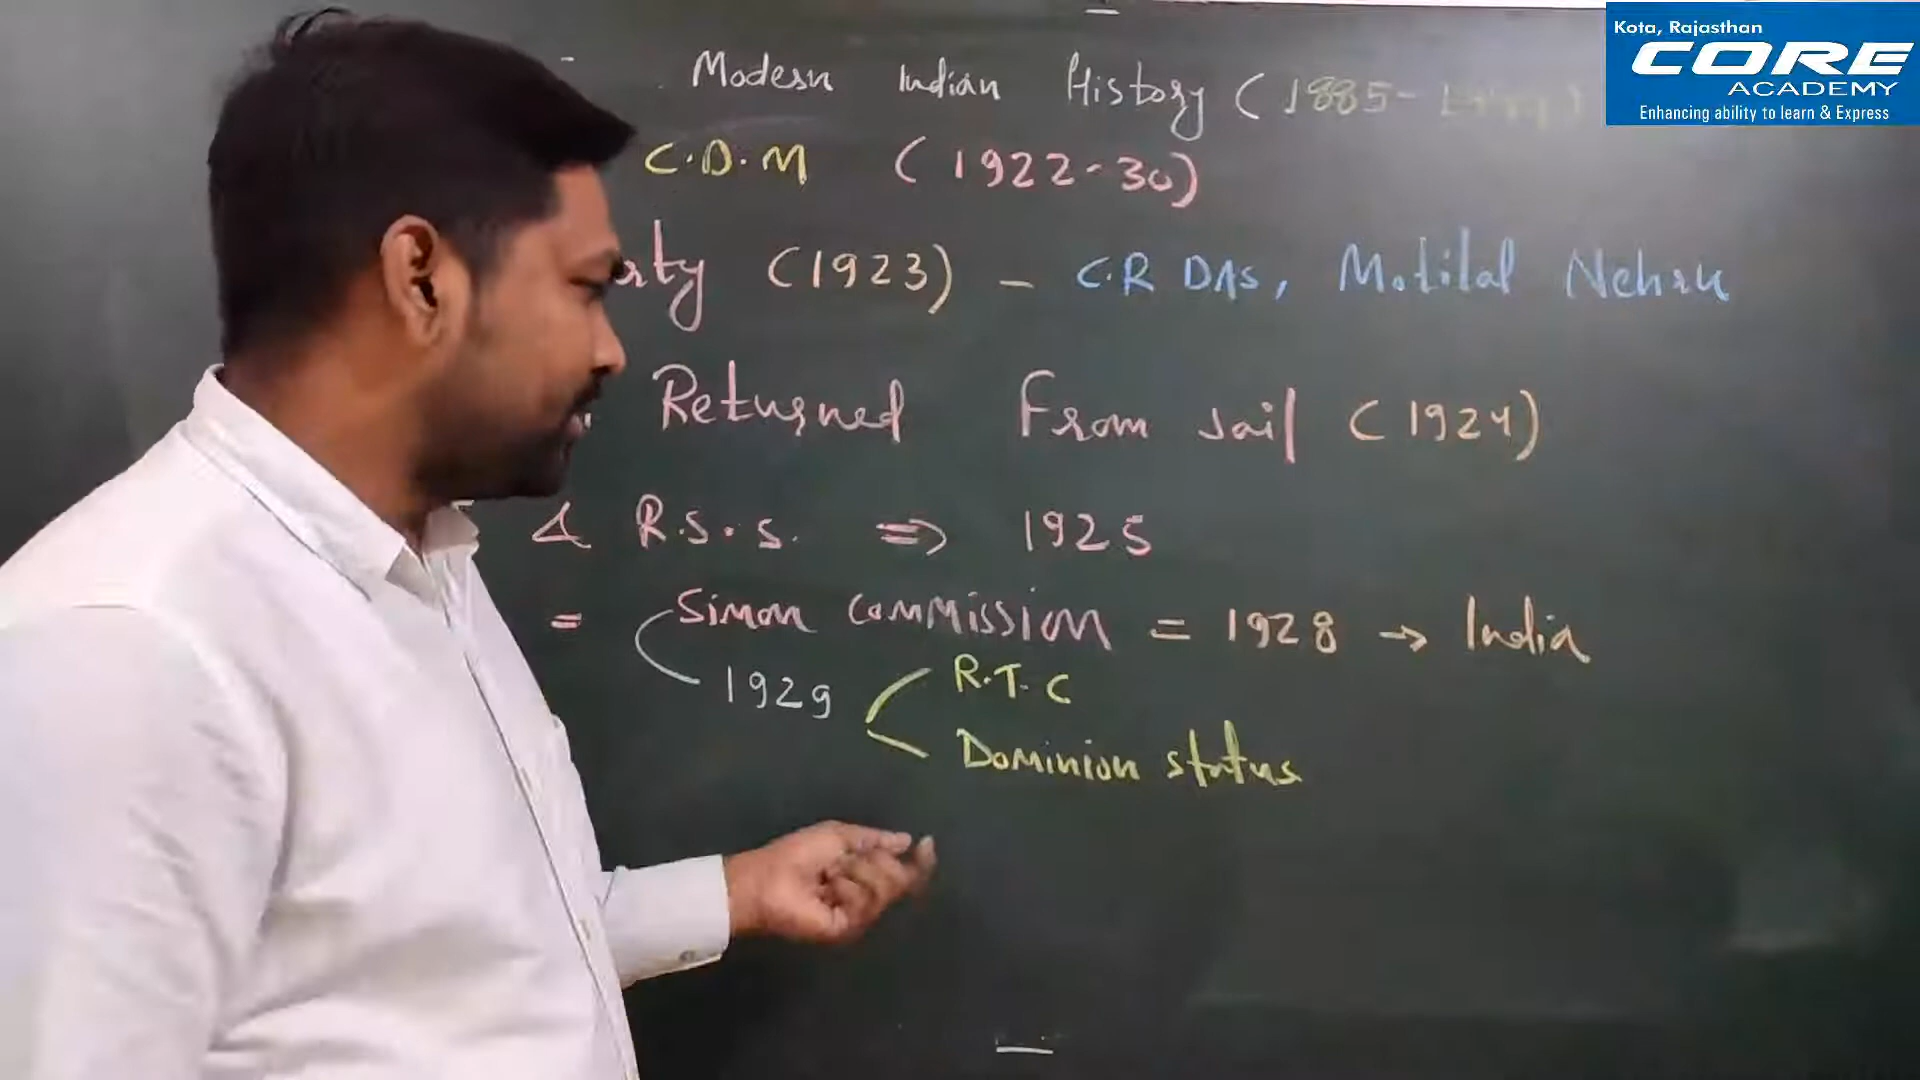 Kota, Rajasthan
CORE
ACADEMY
Enhancing ability to learn & Express
Modern Indian History (1885-
C.D.M (1922-30)
arty (1923) - C.R DAS, Motilal Nehru
Returned From Jail (1924)
& R.S.S. ⇒ 1925
= Simon Commission = 1928 → India
1929 R.T.C
Dominion status